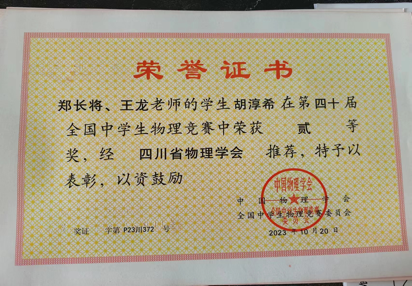 荣誉证书
郑长将、王龙老师的学生胡淳希在第四十届
全国中学生物理竞赛中荣获 贰 等
奖，经 四川省物理学会 推荐，特予以
表彰，以资鼓励
中国物理学会
中国物理学会
全国中学生物理竞赛委员会
2023年10月20日
奖证 字第 P23川372 号